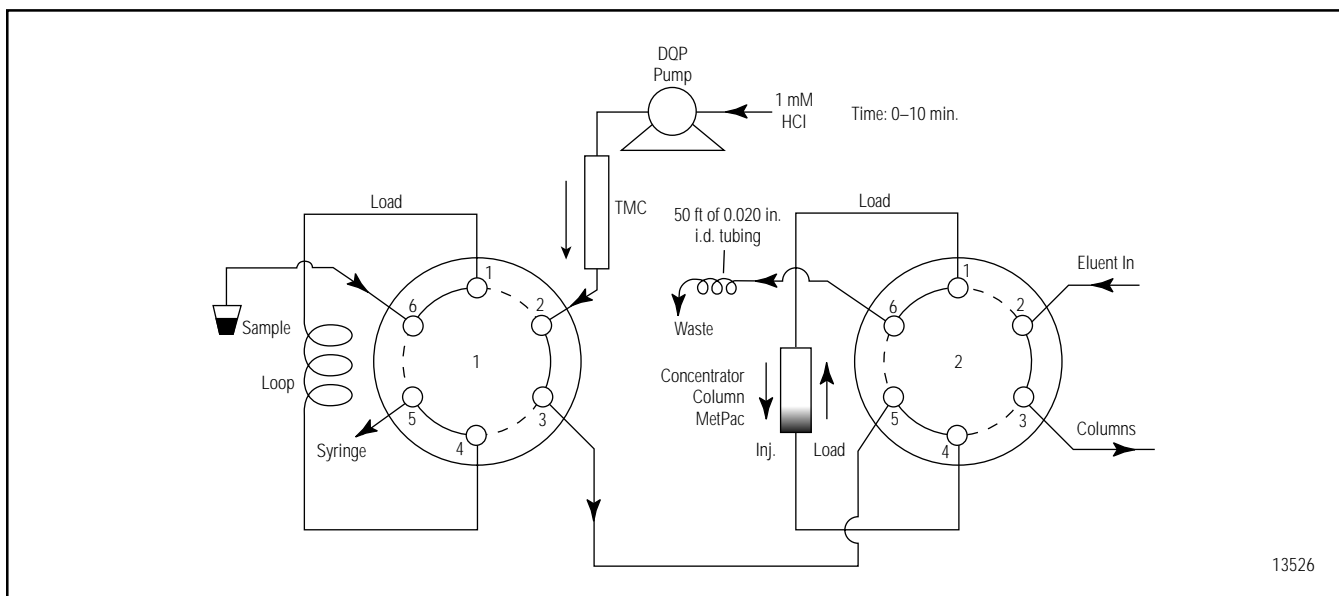 DQP
Pump
1 mM
HCl
Time: 0–10 min.
TMC
Load
Sample
Loop
Syringe
1
2
3
4
5
6
1
50 ft of 0.020 in.
i.d. tubing
Waste
Load
Concentrator
Column
MetPac
Inj.
Load
Eluent In
Columns
1
2
3
4
5
6
2
13526